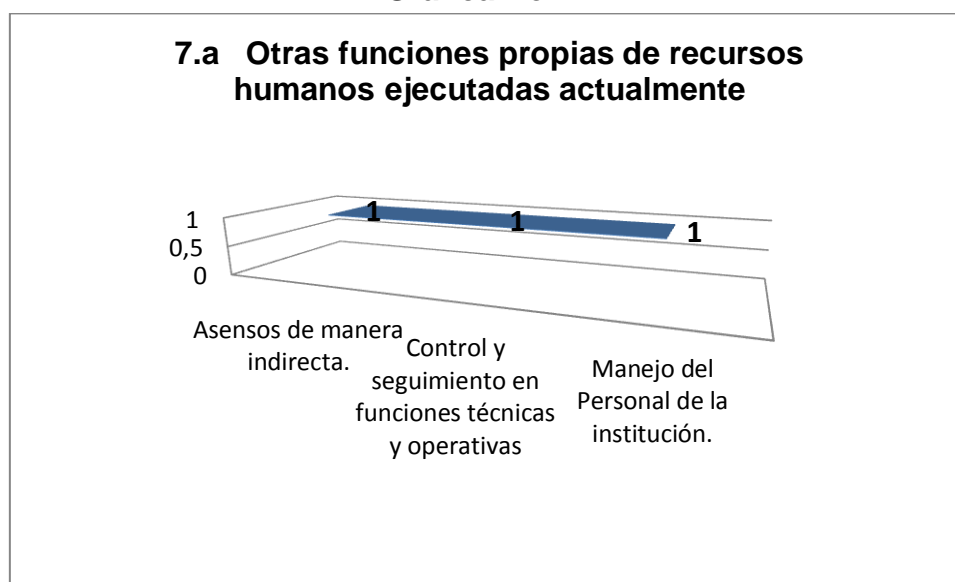 7.a Otras funciones propias de recursos
humanos ejecutadas actualmente
1
0,5
0
1
1
1
Asensos de manera
indirecta.
Control y
seguimiento en
funciones técnicas
y operativas
Manejo del
Personal de la
institución.